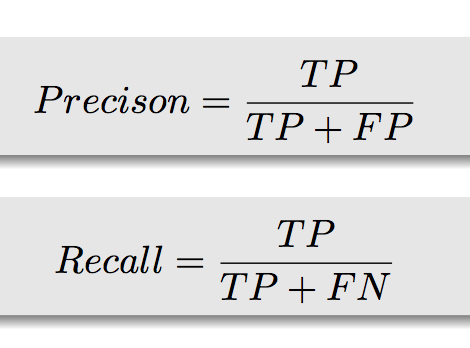 Precison = TP / TP + FP
Recall = TP / TP + FN